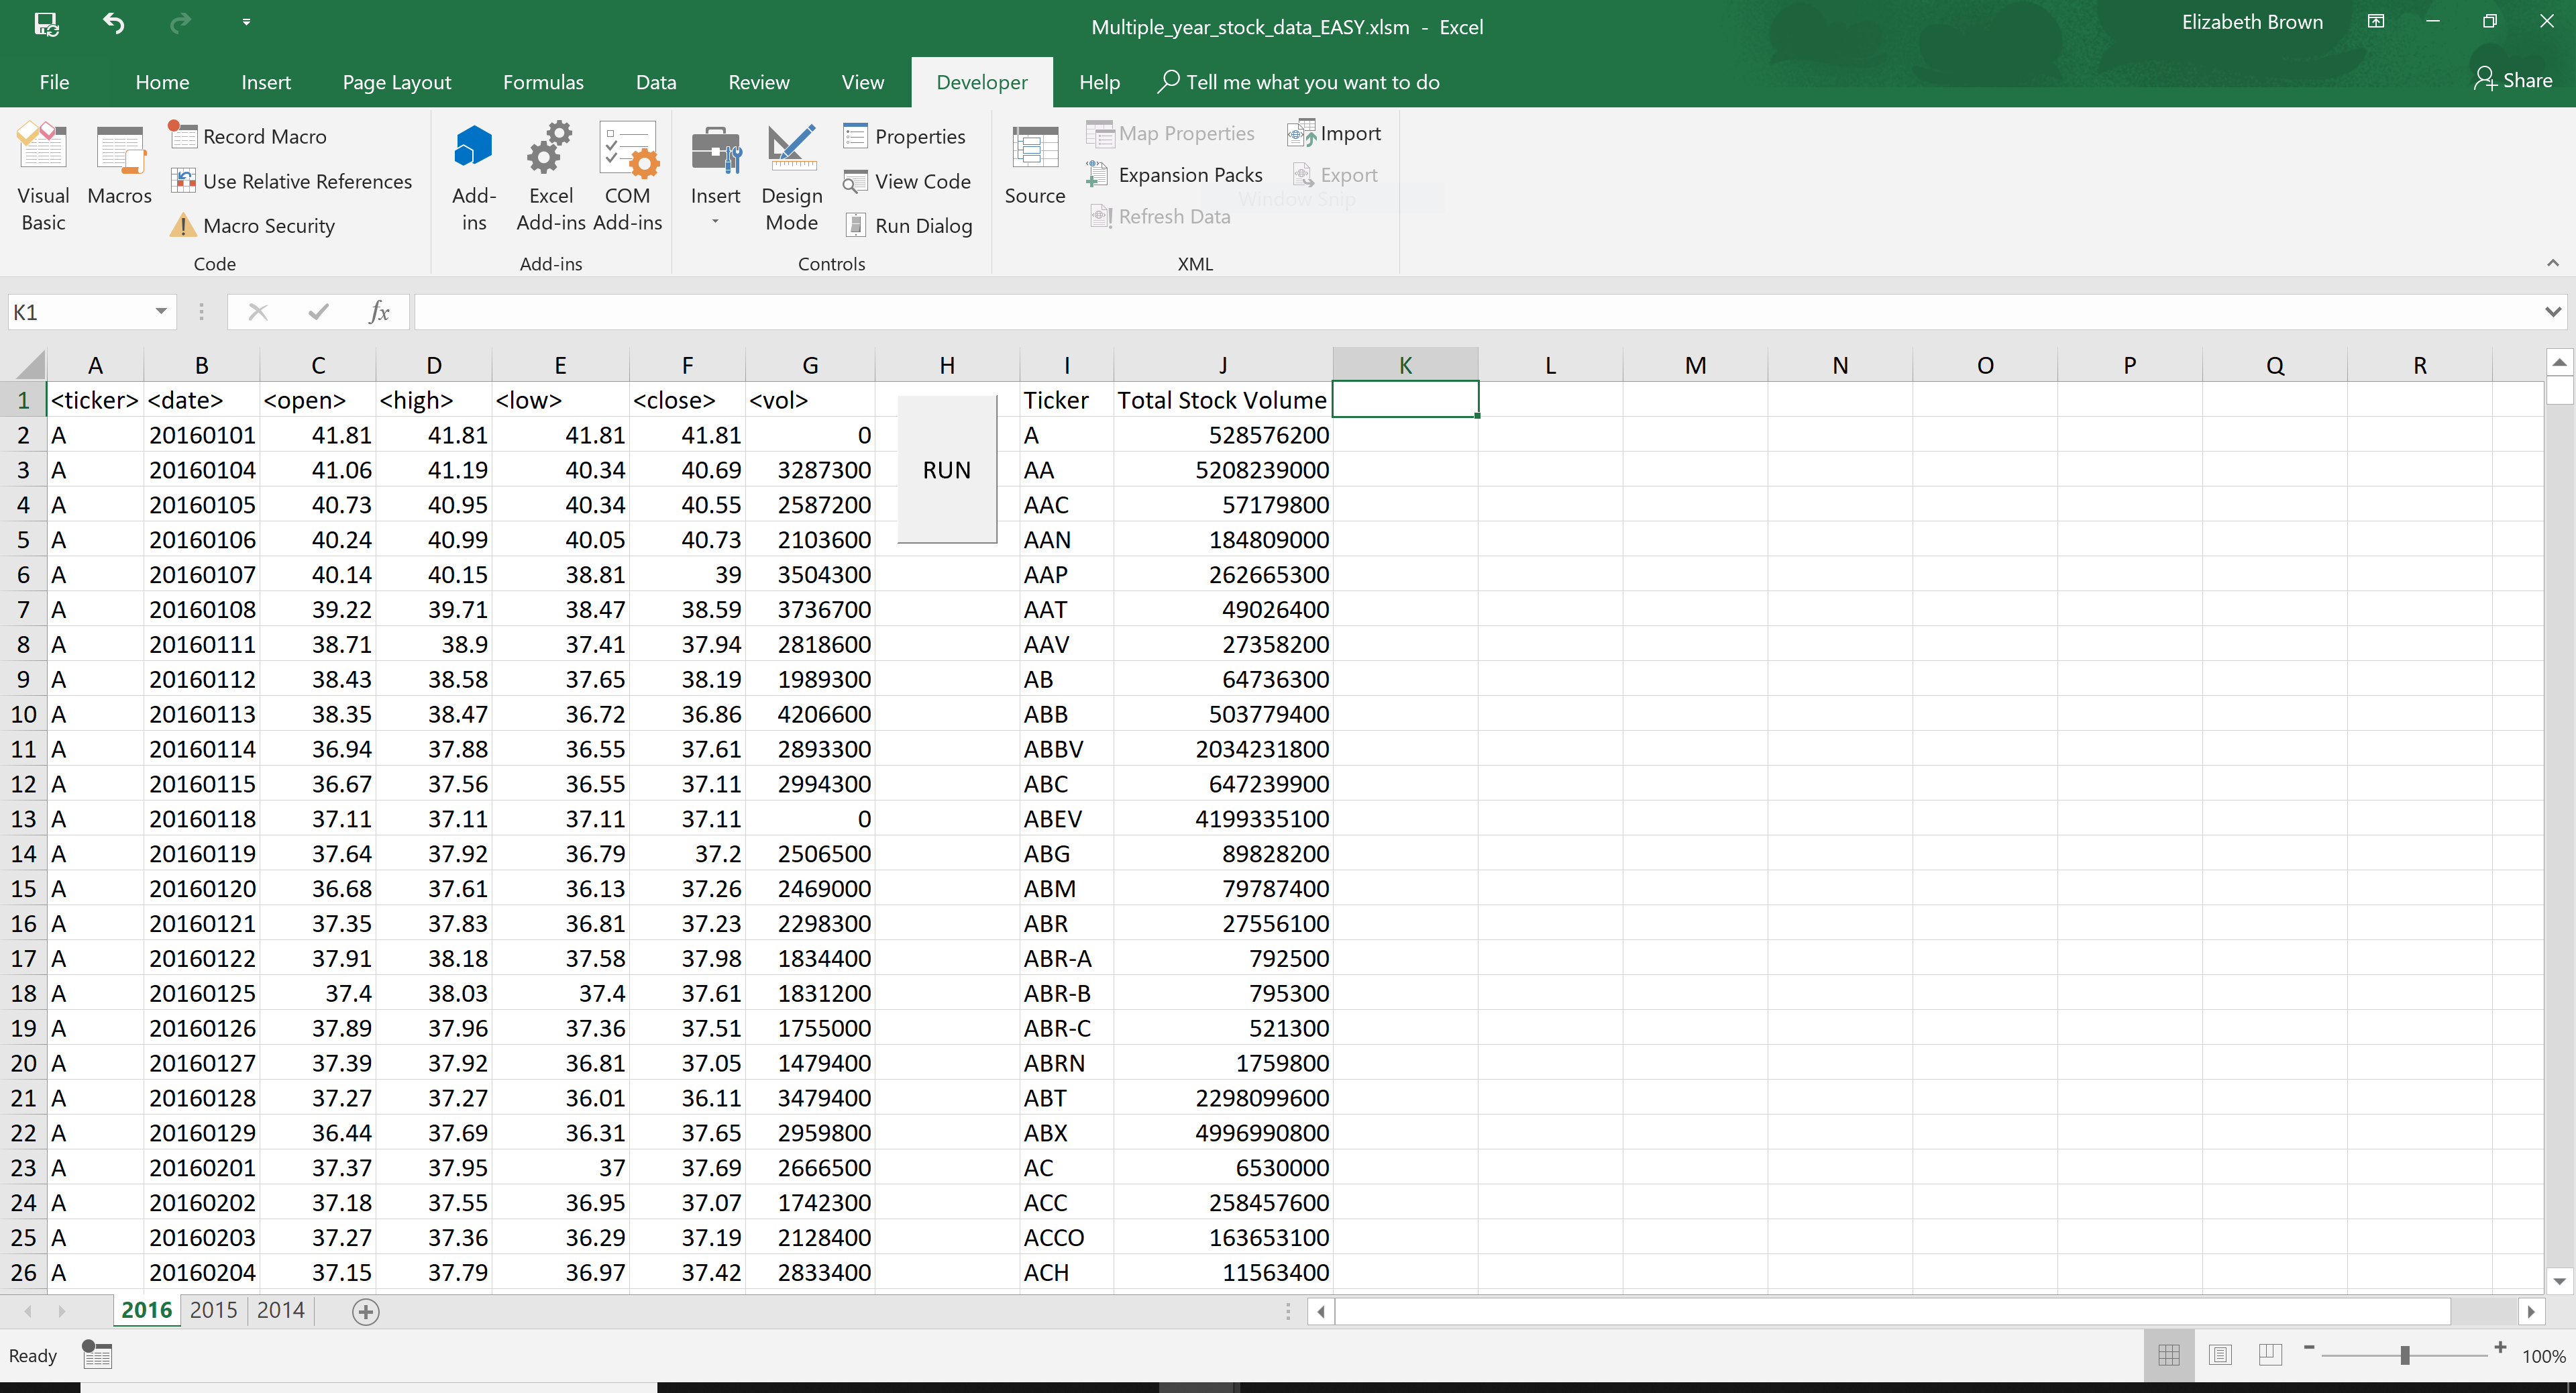 Multiple_year_stock_data_EASY.xlsm - Excel
Elizabeth Brown
File Home Insert Page Layout Formulas Data Review View Developer Help Tell me what you want to do Share
Visual Basic
Macros
Record Macro
Use Relative References
Macro Security
Code
Add-ins
Excel Add-ins
COM Add-ins
Add-ins
Insert
Design Mode
Properties
View Code
Run Dialog
Controls
Source
Map Properties
Expansion Packs
Refresh Data
Import
Export
Window Snip
XML
K1 fx
A B C D E F G H I J K L M N O P Q R
1 <ticker> <date> <open> <high> <low> <close> <vol> Ticker Total Stock Volume
2 A 20160101 41.81 41.81 41.81 41.81 0 A 528576200
3 A 20160104 41.06 41.19 40.34 40.69 3287300 RUN AA 5208239000
4 A 20160105 40.73 40.95 40.34 40.55 2587200 AAC 57179800
5 A 20160106 40.24 40.99 40.05 40.73 2103600 AAN 184809000
6 A 20160107 40.14 40.15 38.81 39 3504300 AAP 262665300
7 A 20160108 39.22 39.71 38.47 38.59 3736700 AAT 49026400
8 A 20160111 38.71 38.9 37.41 37.94 2818600 AAV 27358200
9 A 20160112 38.43 38.58 37.65 38.19 1989300 AB 64736300
10 A 20160113 38.35 38.47 36.72 36.86 4206600 ABB 503779400
11 A 20160114 36.94 37.88 36.55 37.61 2893300 ABBV 2034231800
12 A 20160115 36.67 37.56 36.55 37.11 2994300 ABC 647239900
13 A 20160118 37.11 37.11 37.11 37.11 0 ABEV 4199335100
14 A 20160119 37.64 37.92 36.79 37.2 2506500 ABG 89828200
15 A 20160120 36.68 37.61 36.13 37.26 2469000 ABM 79787400
16 A 20160121 37.35 37.83 36.81 37.23 2298300 ABR 27556100
17 A 20160122 37.91 38.18 37.58 37.98 1834400 ABR-A 792500
18 A 20160125 37.4 38.03 37.4 37.61 1831200 ABR-B 795300
19 A 20160126 37.89 37.96 37.36 37.51 1755000 ABR-C 521300
20 A 20160127 37.39 37.92 36.81 37.05 1479400 ABRN 1759800
21 A 20160128 37.27 37.27 36.01 36.11 3479400 ABT 2298099600
22 A 20160129 36.44 37.69 36.31 37.65 2959800 ABX 4996990800
23 A 20160201 37.37 37.95 37 37.69 2666500 AC 6530000
24 A 20160202 37.18 37.55 36.95 37.07 1742300 ACC 258457600
25 A 20160203 37.27 37.36 36.29 37.19 2128400 ACCO 163653100
26 A 20160204 37.15 37.79 36.97 37.42 2833400 ACH 11563400
2016 2015 2014
Ready 100%